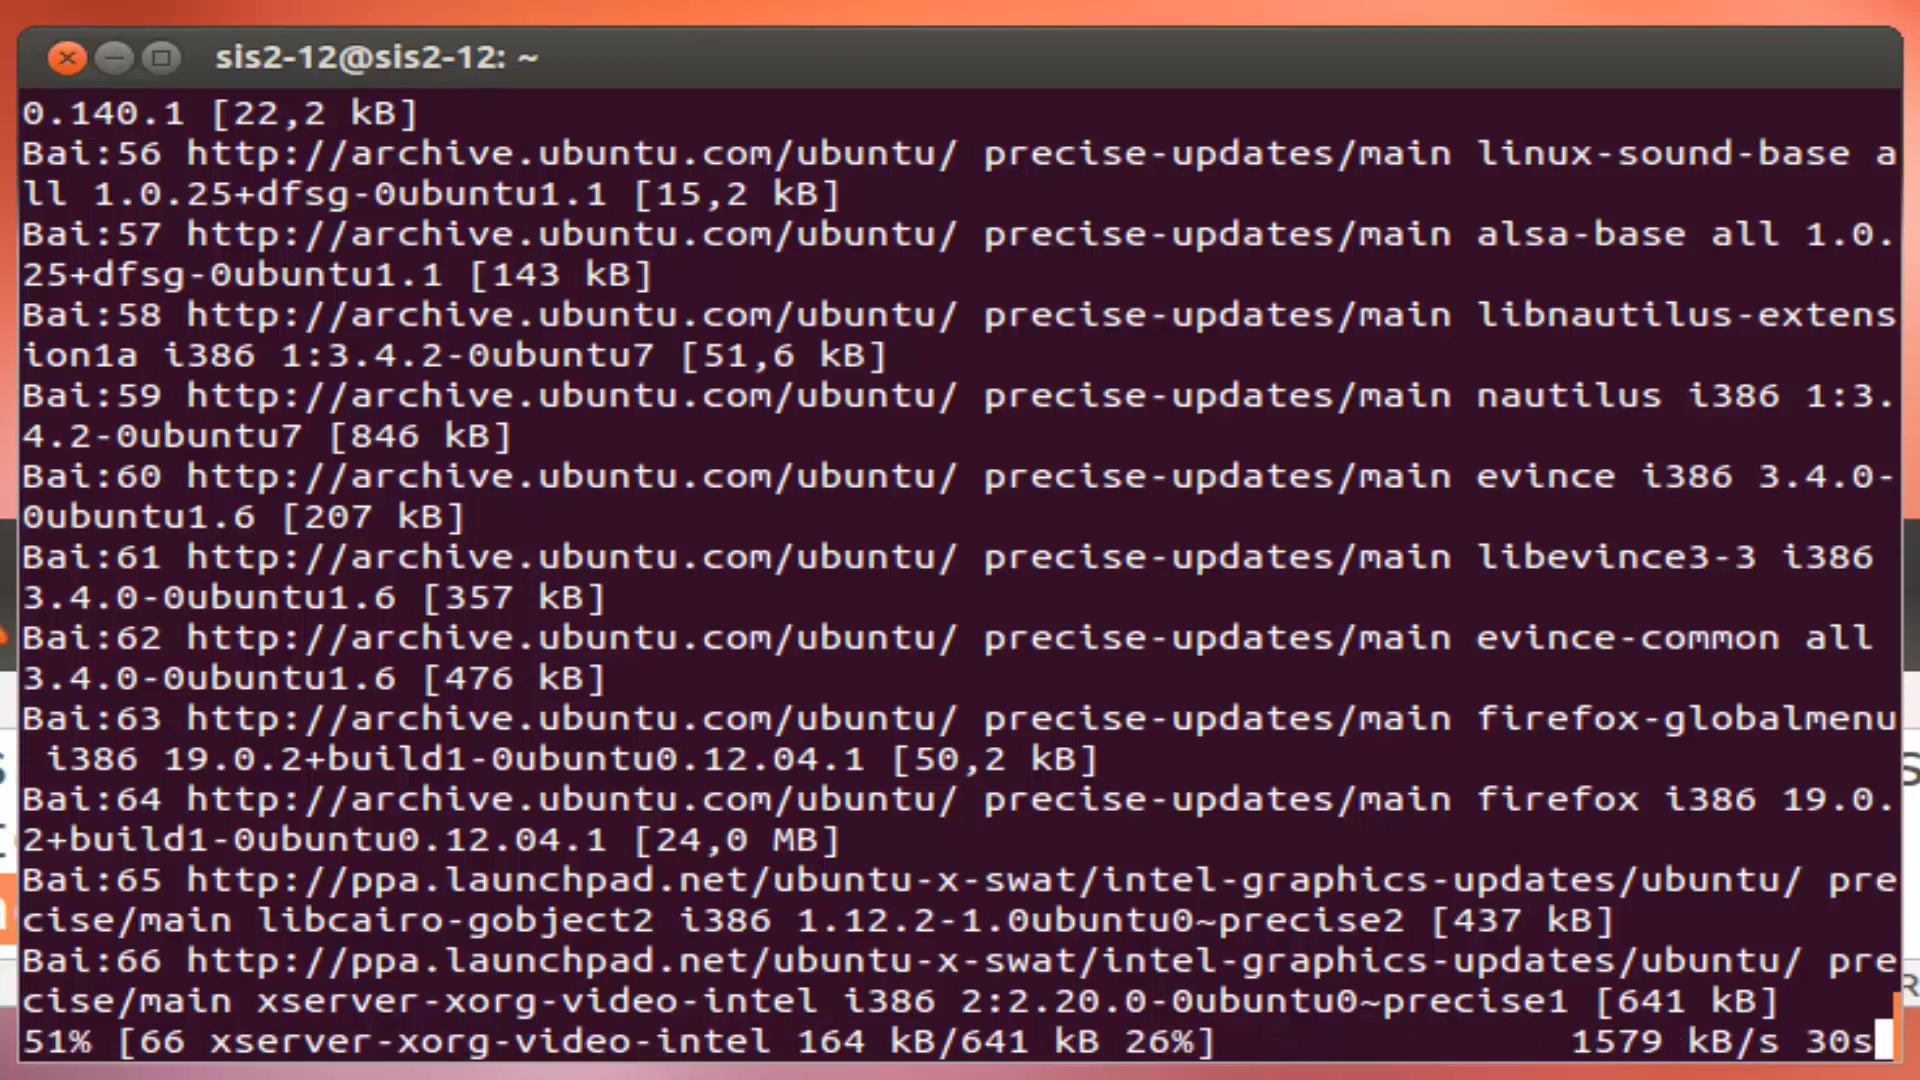 sis2-12@sis2-12: ~
0.140.1 [22,2 kB]
Bai:56 http://archive.ubuntu.com/ubuntu/ precise-updates/main linux-sound-base a
ll 1.0.25+dfsg-0ubuntu1.1 [15,2 kB]
Bai:57 http://archive.ubuntu.com/ubuntu/ precise-updates/main alsa-base all 1.0.
25+dfsg-0ubuntu1.1 [143 kB]
Bai:58 http://archive.ubuntu.com/ubuntu/ precise-updates/main libnautilus-extens
ion1a i386 1:3.4.2-0ubuntu7 [51,6 kB]
Bai:59 http://archive.ubuntu.com/ubuntu/ precise-updates/main nautilus i386 1:3.
4.2-0ubuntu7 [846 kB]
Bai:60 http://archive.ubuntu.com/ubuntu/ precise-updates/main evince i386 3.4.0-
0ubuntu1.6 [207 kB]
Bai:61 http://archive.ubuntu.com/ubuntu/ precise-updates/main libevince3-3 i386
3.4.0-0ubuntu1.6 [357 kB]
Bai:62 http://archive.ubuntu.com/ubuntu/ precise-updates/main evince-common all
3.4.0-0ubuntu1.6 [476 kB]
Bai:63 http://archive.ubuntu.com/ubuntu/ precise-updates/main firefox-globalmenu
 i386 19.0.2+build1-0ubuntu0.12.04.1 [50,2 kB]
Bai:64 http://archive.ubuntu.com/ubuntu/ precise-updates/main firefox i386 19.0.
2+build1-0ubuntu0.12.04.1 [24,0 MB]
Bai:65 http://ppa.launchpad.net/ubuntu-x-swat/intel-graphics-updates/ubuntu/ pre
cise/main libcairo-gobject2 i386 1.12.2-1.0ubuntu0~precise2 [437 kB]
Bai:66 http://ppa.launchpad.net/ubuntu-x-swat/intel-graphics-updates/ubuntu/ pre
cise/main xserver-xorg-video-intel i386 2:2.20.0-0ubuntu0~precise1 [641 kB]
51% [66 xserver-xorg-video-intel 164 kB/641 kB 26%] 1579 kB/s 30s